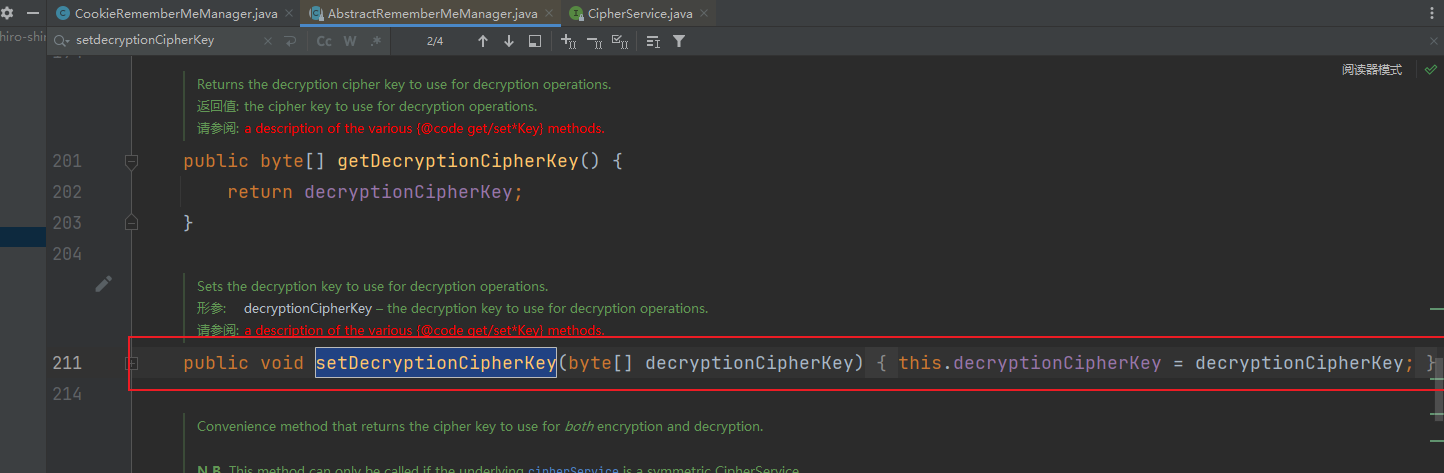 CookieRememberMeManager.java AbstractRememberMeManager.java CipherService.java
hiro-shir
setdecryptionCipherKey Cc W .* 2/4
阅读器模式
Returns the decryption cipher key to use for decryption operations.
返回值: the cipher key to use for decryption operations.
请参阅: a description of the various {@code get/set*Key} methods.
201 public byte[] getDecryptionCipherKey() {
202 return decryptionCipherKey;
203 }
204
Sets the decryption key to use for decryption operations.
形参: decryptionCipherKey – the decryption key to use for decryption operations.
请参阅: a description of the various {@code get/set*Key} methods.
211 public void setDecryptionCipherKey(byte[] decryptionCipherKey) { this.decryptionCipherKey = decryptionCipherKey; }
214
Convenience method that returns the cipher key to use for both encryption and decryption.
N.B. This method can only be called if the underlying cipherService is a symmetric CipherService